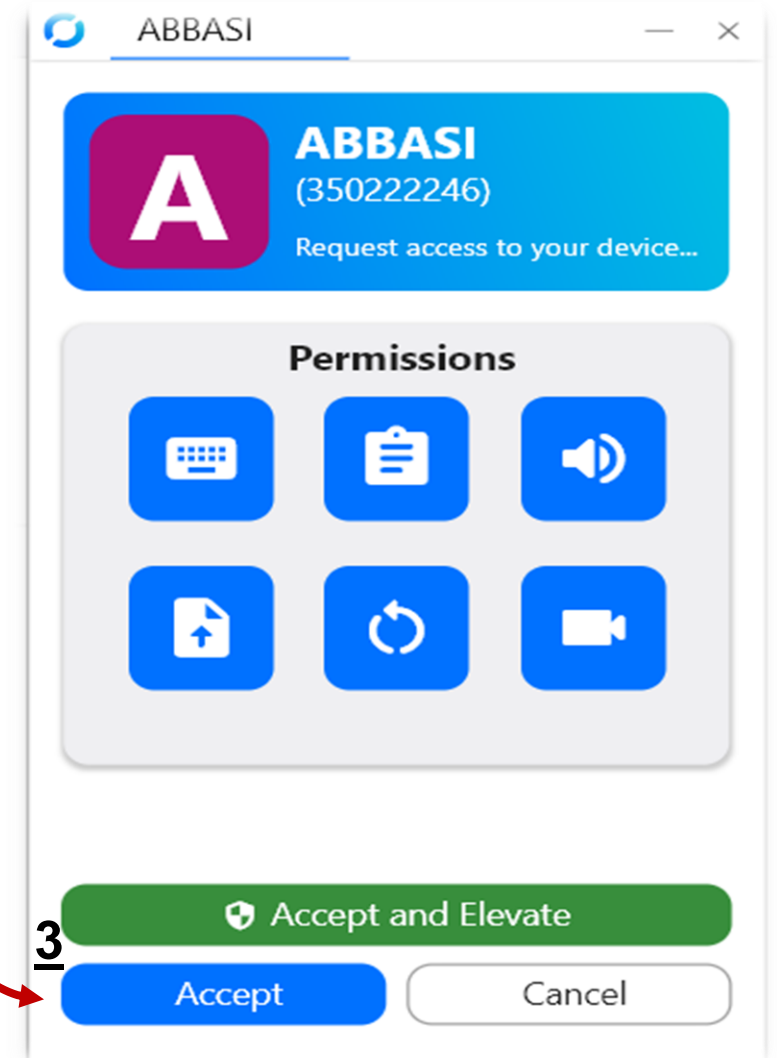 ABBASI
A
ABBASI
(350222246)
Request access to your device...
Permissions
Accept and Elevate
3
Accept
Cancel